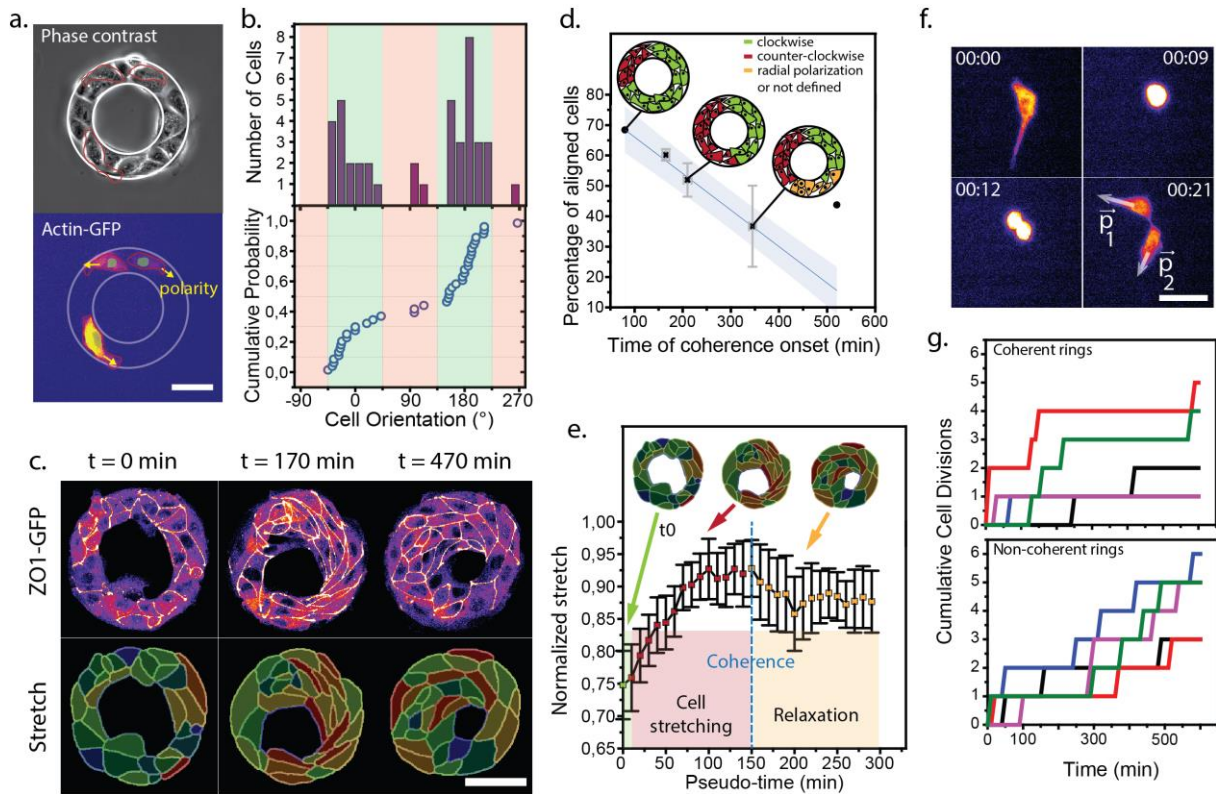 a.
Phase contrast
Actin-GFP
polarity
b.
Number of Cells
8
7
6
5
4
3
2
1
Cumulative Probability
1,0
0,8
0,6
0,4
0,2
0,0
-90 0 90 180 270
Cell Orientation (°)
c.
t = 0 min t = 170 min t = 470 min
ZO1-GFP
Stretch
d.
clockwise
counter-clockwise
radial polarization
or not defined
Percentage of aligned cells
80
70
60
50
40
30
20
10
100 200 300 400 500 600
Time of coherence onset (min)
e.
t0
Normalized stretch
1,00
0,95
0,90
0,85
0,80
0,75
0,70
0,65
Coherence
Cell
stretching
Relaxation
0 50 100 150 200 250 300
Pseudo-time (min)
f.
00:00 00:09
00:12 00:21
p1
p2
g.
Cumulative Cell Divisions
Coherent rings
6
5
4
3
2
1
0
Non-coherent rings
6
5
4
3
2
1
0
0 200 400 600
Time (min)